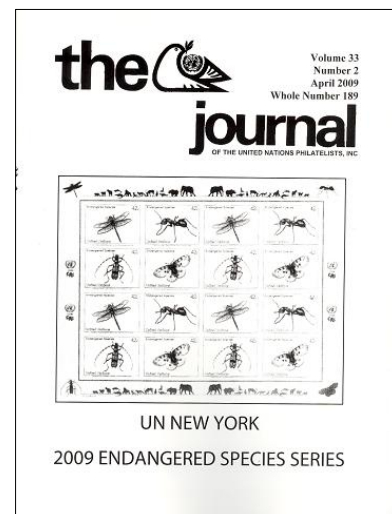 the
Volume 33
Number 2
April 2009
Whole Number 189
journal
OF THE UNITED NATIONS PHILATELISTS, INC
UN NEW YORK
2009 ENDANGERED SPECIES SERIES